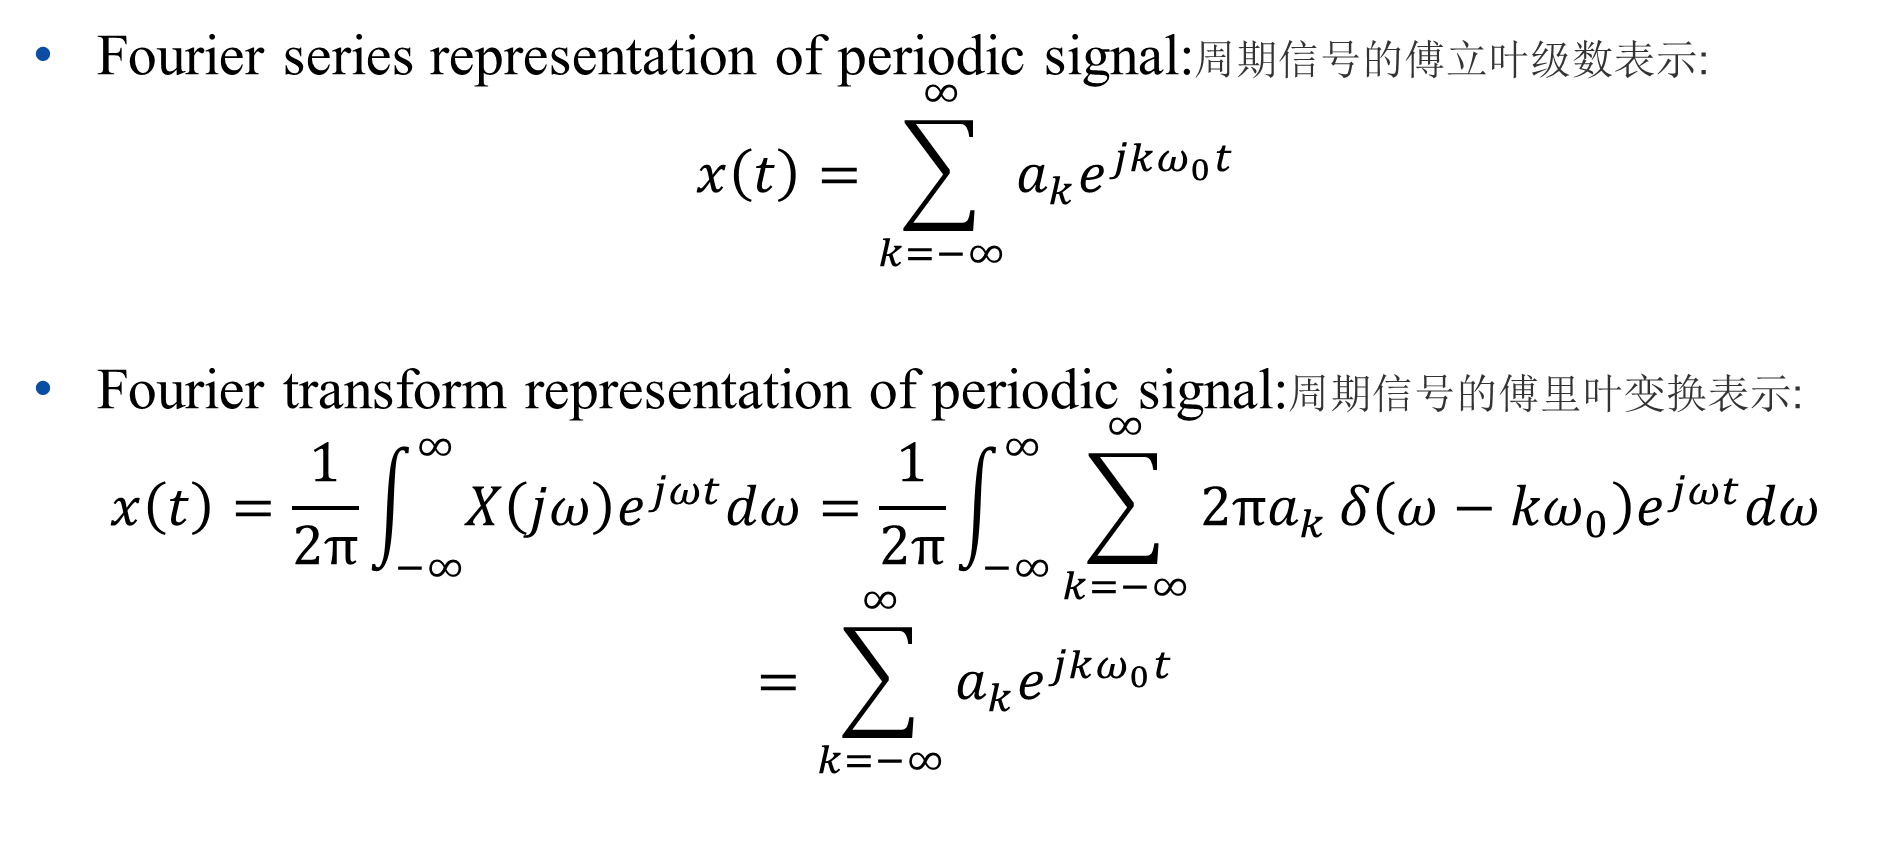 • Fourier series representation of periodic signal:周期信号的傅立叶级数表示:
x(t) = ∑_{k=−∞}^{∞} a_k e^{jkω_0 t}
• Fourier transform representation of periodic signal:周期信号的傅里叶变换表示:
x(t) = \frac{1}{2π} ∫_{−∞}^{∞} X(jω)e^{jωt} dω = \frac{1}{2π} ∫_{−∞}^{∞} ∑_{k=−∞}^{∞} 2πa_k δ(ω − kω_0)e^{jωt} dω
= ∑_{k=−∞}^{∞} a_k e^{jkω_0 t}